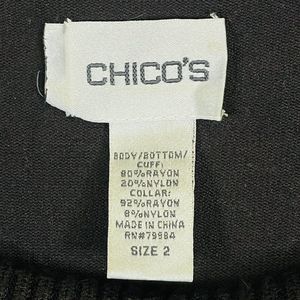 CHICO'S
BODY/BOTTOM/
CUFF:
80%RAYON
20%NYLON
COLLAR:
92%RAYON
8%NYLON
MADE IN CHINA
RN#79984
SIZE 2